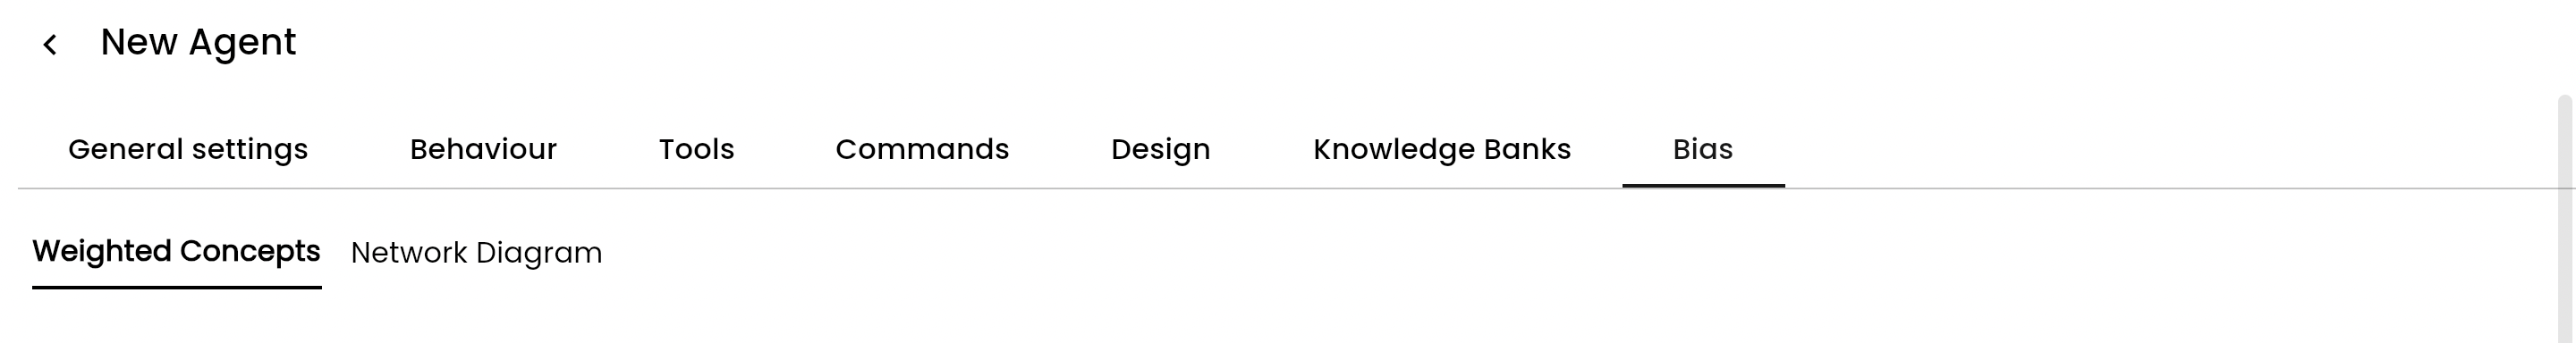 New Agent
General settings Behaviour Tools Commands Design Knowledge Banks Bias
Weighted Concepts Network Diagram